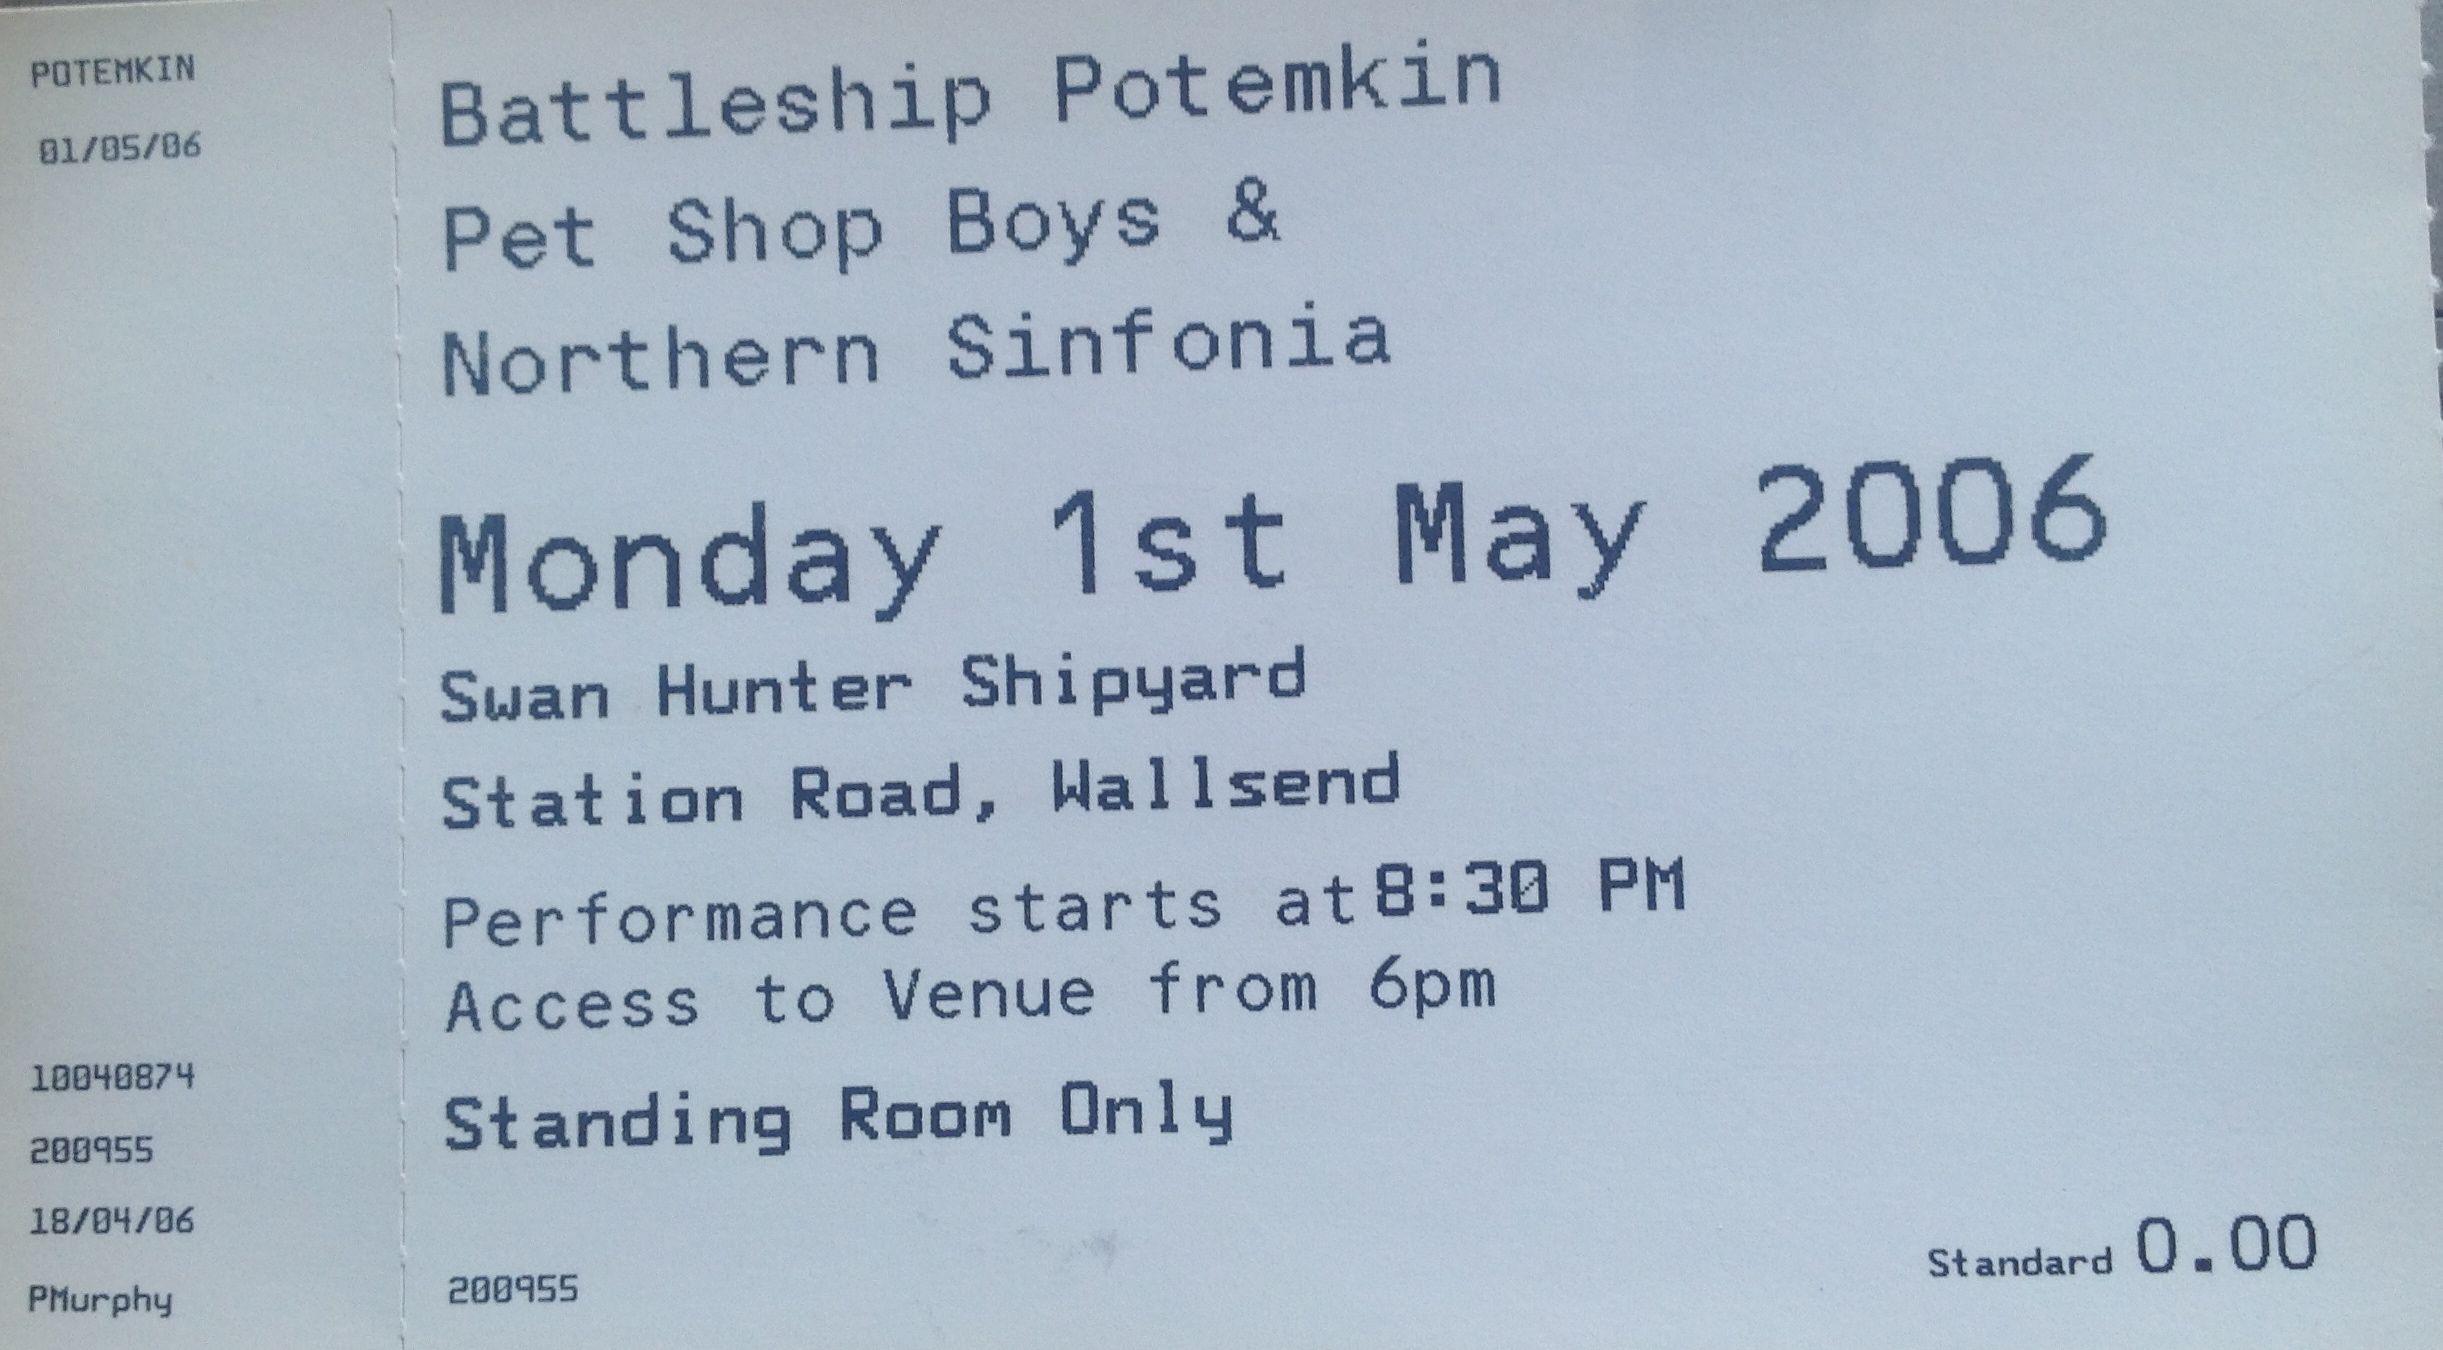 POTEMKIN
01/05/06
10040874
200955
18/04/06
PMurphy
Battleship Potemkin
Pet Shop Boys &
Northern Sinfonia
Monday 1st May 2006
Swan Hunter Shipyard
Station Road, Wallsend
Performance starts at 8:30 PM
Access to Venue from 6pm
Standing Room Only
200955
Standard 0.00